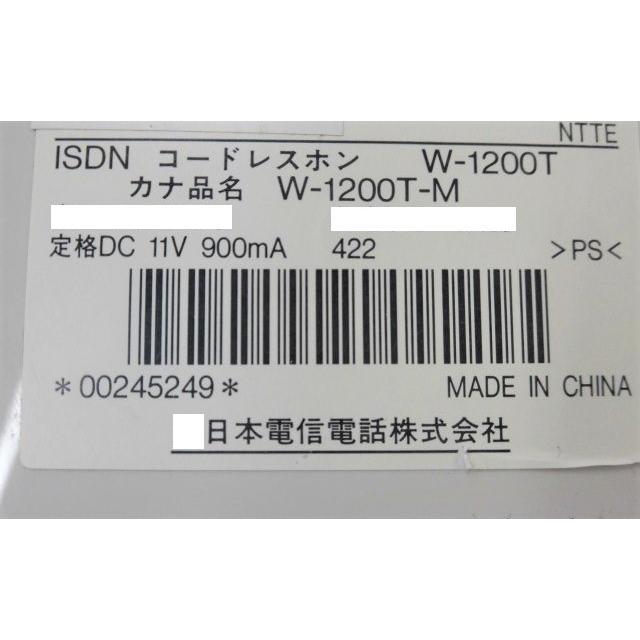 NTTE
ISDN コードレスホン W-1200T
カナ品名 W-1200T-M
定格DC 11V 900mA 422 >PS<
*00245249* MADE IN CHINA
日本電信電話株式会社